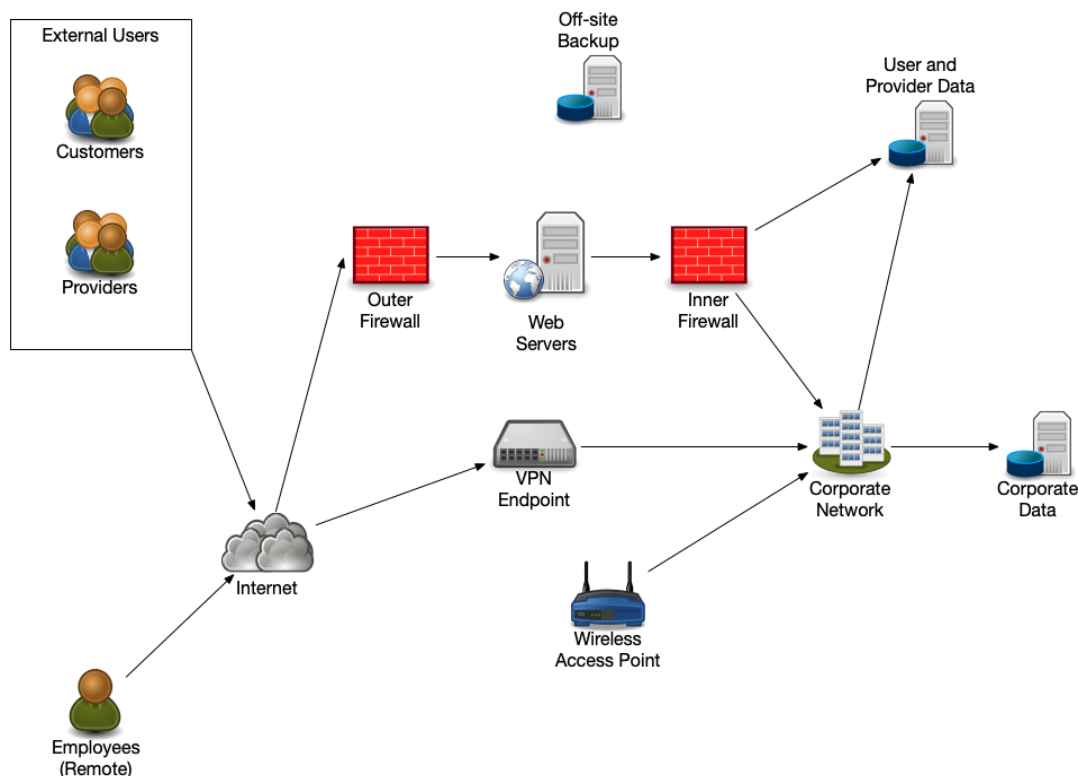 External Users
Customers
Providers
Off-site
Backup
User and
Provider Data
Outer
Firewall
Web
Servers
Inner
Firewall
VPN
Endpoint
Corporate
Network
Corporate
Data
Internet
Wireless
Access Point
Employees
(Remote)